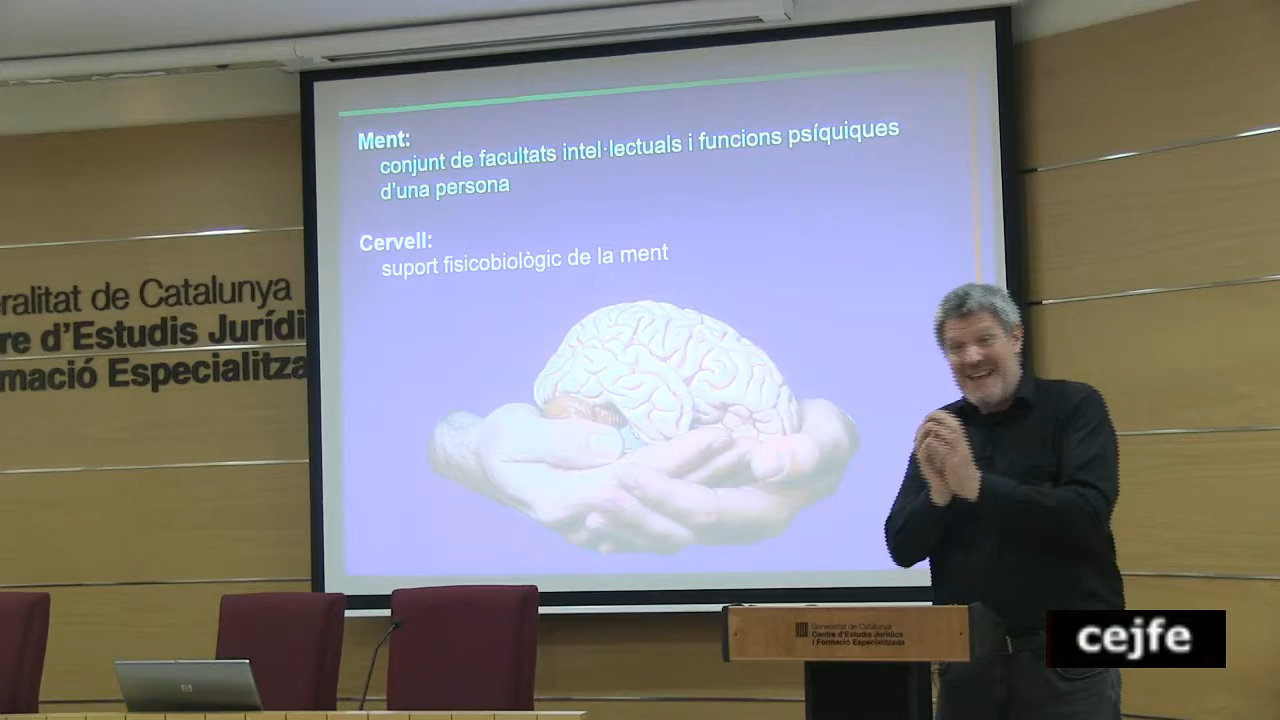 Ment:
conjunt de facultats intel·lectuals i funcions psíquiques
d'una persona
Cervell:
suport fisicobiològic de la ment
eralitat de Catalunya
re d'Estudis Jurídi
mació Especialitza
Generalitat de Catalunya
Centre d'Estudis Jurídics
i Formació Especialitzada
hp
cejfe